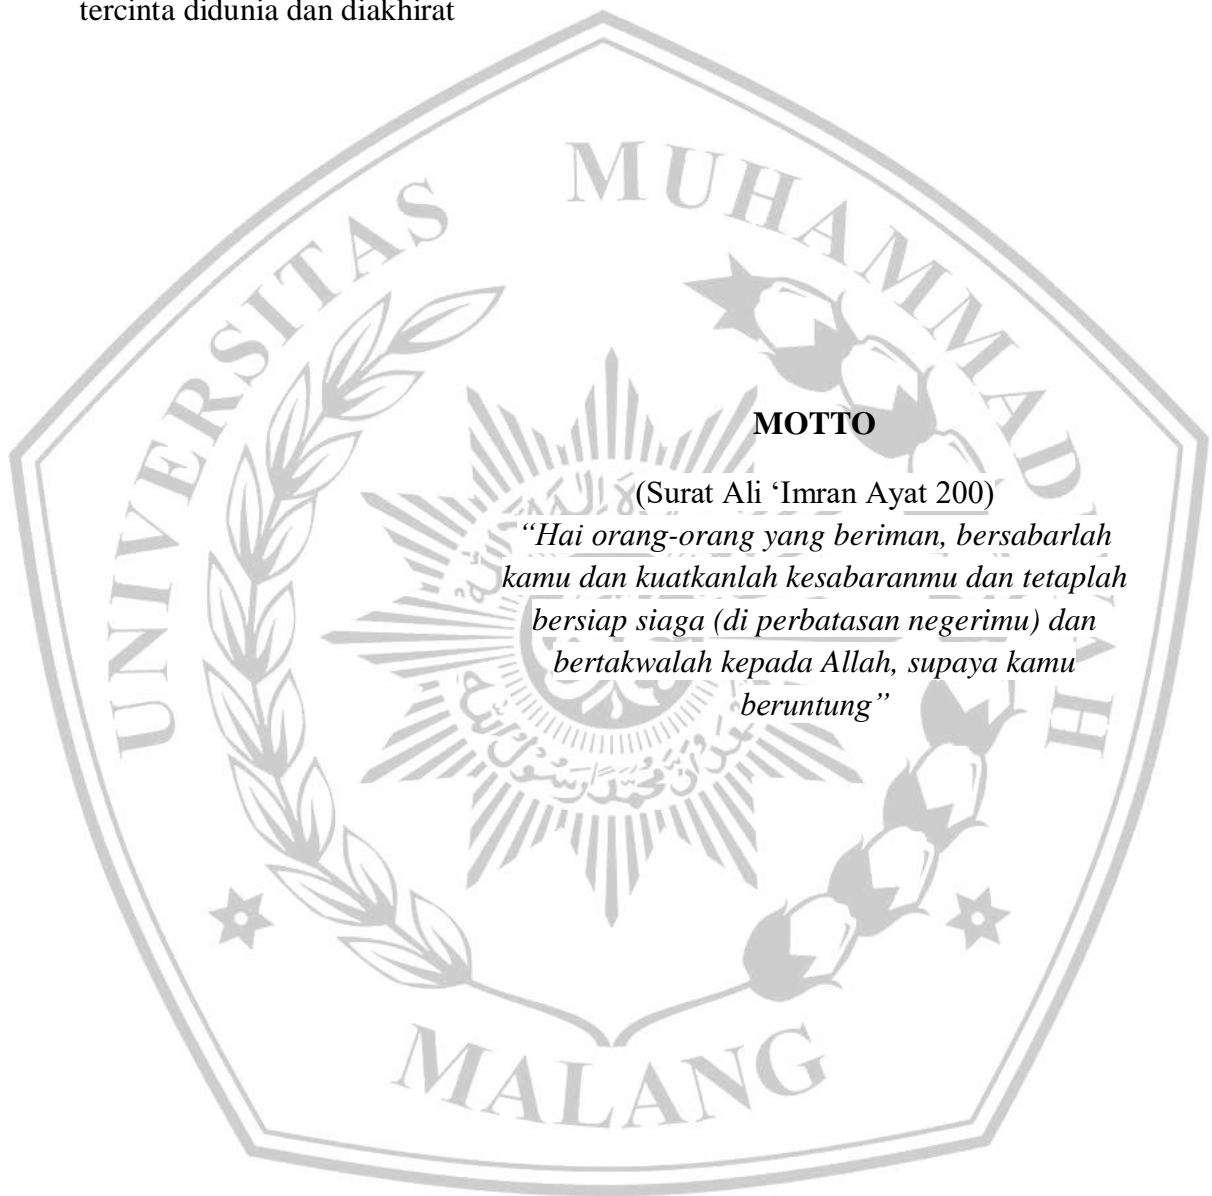 tercinta didunia dan diakhirat
UNIVERSITAS MUHAMMADIYAH
MOTTO
(Surat Ali ‘Imran Ayat 200)
“Hai orang-orang yang beriman, bersabarlah
kamu dan kuatkanlah kesabaranmu dan tetaplah
bersiap siaga (di perbatasan negerimu) dan
bertakwalah kepada Allah, supaya kamu
beruntung”
MALANG